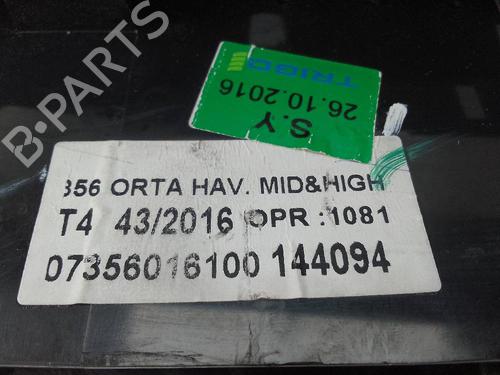 B-PARTS
TRIGO
26.10.2016
S.Y
356 ORTA HAV. MID&HIGH
T4 43/2016 OPR :1081
07356016100 144094